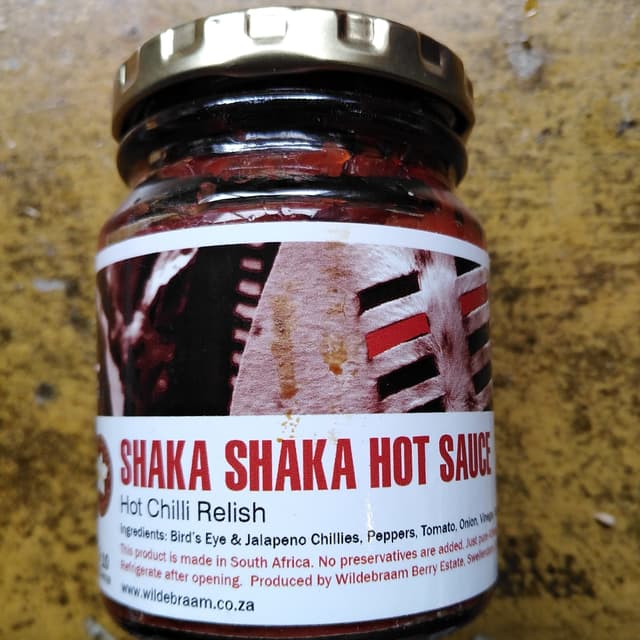 SHAKA SHAKA HOT SAUCE
Hot Chilli Relish
Ingredients: Bird's Eye & Jalapeno Chillies, Peppers, Tomato, Onion,
This product is made in South Africa. No preservatives are added. Just pure
Refrigerate after opening. Produced by Wildebraam Berry Estate,
www.wildebraam.co.za